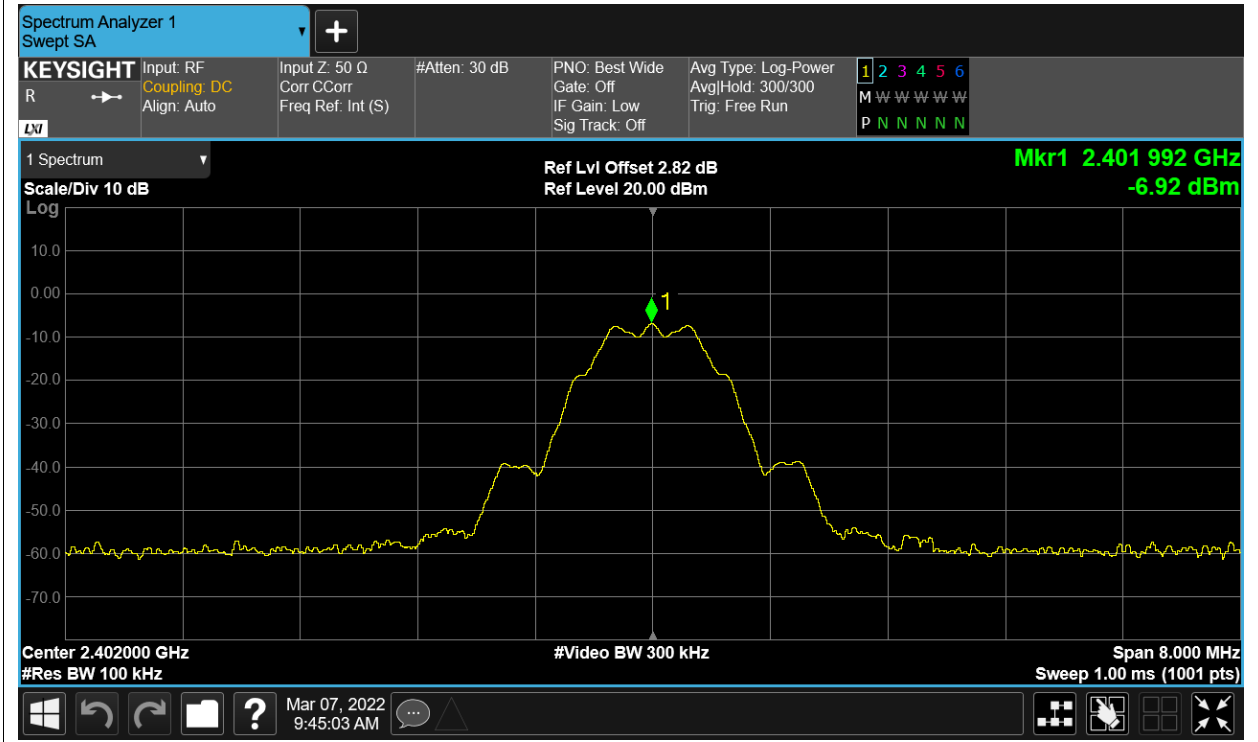 Spectrum Analyzer 1
Swept SA
+
KEYSIGHT
R
LXI
Input: RF
Coupling: DC
Align: Auto
Input Z: 50 Ω
Corr CCorr
Freq Ref: Int (S)
#Atten: 30 dB
PNO: Best Wide
Gate: Off
IF Gain: Low
Sig Track: Off
Avg Type: Log-Power
Avg|Hold: 300/300
Trig: Free Run
1 2 3 4 5 6
M W W W W W
P N N N N N
1 Spectrum
Scale/Div 10 dB
Log
Ref Lvl Offset 2.82 dB
Ref Level 20.00 dBm
Mkr1 2.401 992 GHz
-6.92 dBm
10.0
0.00
-10.0
-20.0
-30.0
-40.0
-50.0
-60.0
-70.0
1
Center 2.402000 GHz
#Res BW 100 kHz
#Video BW 300 kHz
Span 8.000 MHz
Sweep 1.00 ms (1001 pts)
?
Mar 07, 2022
9:45:03 AM